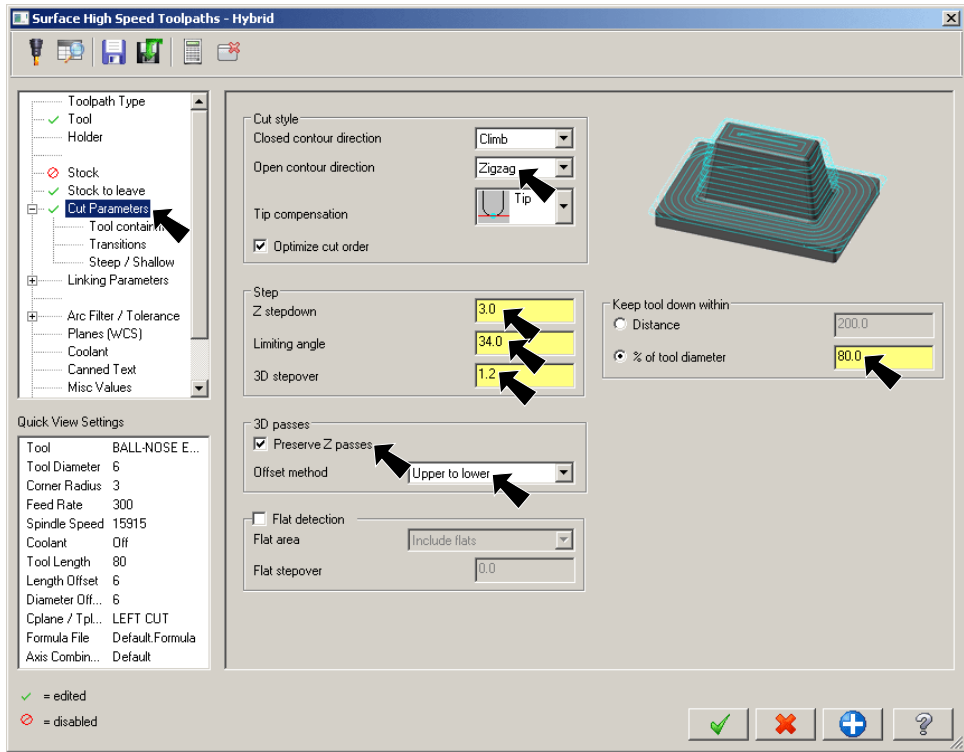 Surface High Speed Toolpaths - Hybrid
Toolpath Type
Tool
Holder
Stock
Stock to leave
Cut Parameters
Tool contain
Transitions
Steep / Shallow
Linking Parameters
Arc Filter / Tolerance
Planes (WCS)
Coolant
Canned Text
Misc Values
Quick View Settings
Tool BALL-NOSE E...
Tool Diameter 6
Corner Radius 3
Feed Rate 300
Spindle Speed 15915
Coolant Off
Tool Length 80
Length Offset 6
Diameter Off... 6
Cplane / Tpl... LEFT CUT
Formula File Default.Formula
Axis Combin... Default
= edited
= disabled
Cut style
Closed contour direction Climb
Open contour direction Zigzag
Tip compensation Tip
Optimize cut order
Step
Z stepdown 3.0
Limiting angle 34.0
3D stepover 1.2
3D passes
Preserve Z passes
Offset method Upper to lower
Flat detection
Flat area Include flats
Flat stepover 0.0
Keep tool down within
Distance 200.0
% of tool diameter 80.0